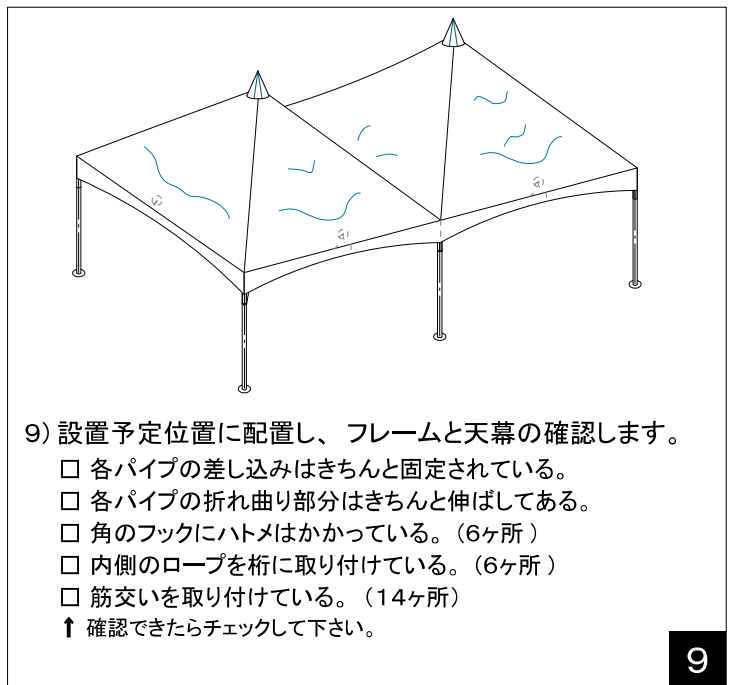 9）設置予定位置に配置し、フレームと天幕の確認します。
□ 各パイプの差し込みはきちんと固定されている。
□ 各パイプの折れ曲り部分はきちんと伸ばしてある。
□ 角のフックにハトメはかかっている。（6ヶ所）
□ 内側のロープを桁に取り付けている。（6ヶ所）
□ 筋交いを取り付けている。（14ヶ所）
⬆ 確認できたらチェックして下さい。
9